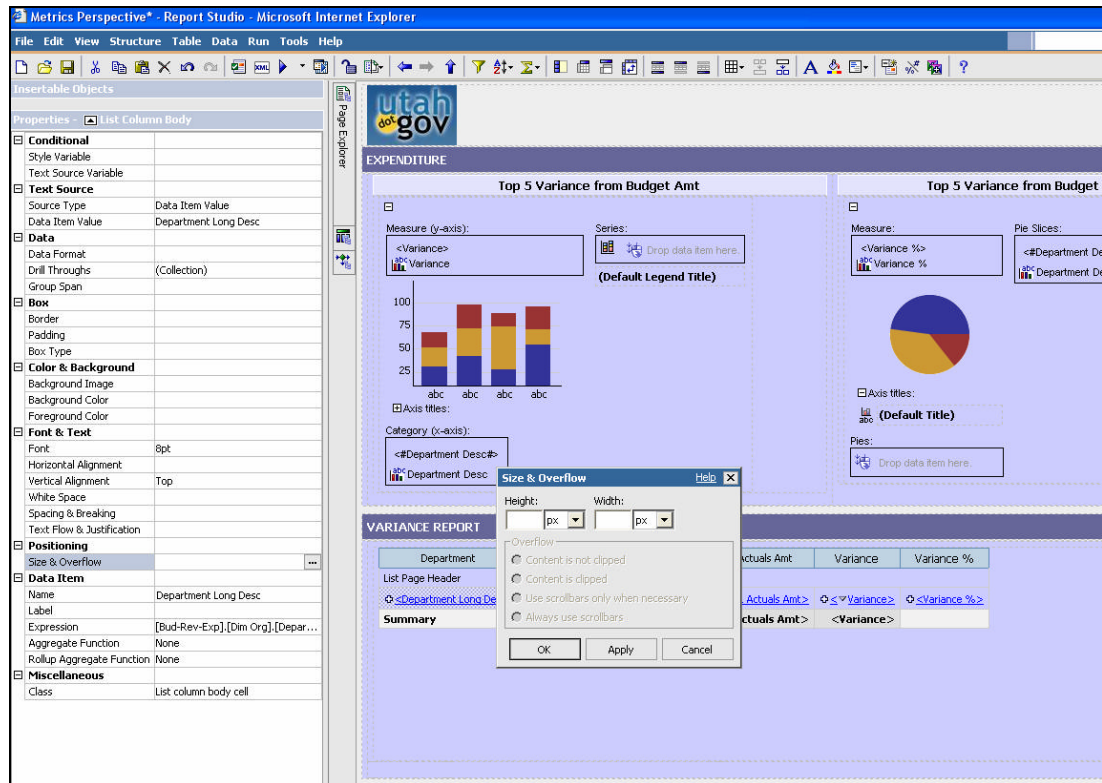 Metrics Perspective* - Report Studio - Microsoft Internet Explorer
File Edit View Structure Table Data Run Tools Help
Insertable Objects
Properties - List Column Body
Conditional
Style Variable
Text Source Variable
Text Source
Source Type Data Item Value
Data Item Value Department Long Desc
Data
Data Format
Drill Throughs (Collection)
Group Span
Box
Border
Padding
Box Type
Color & Background
Background Image
Background Color
Foreground Color
Font & Text
Font 8pt
Horizontal Alignment
Vertical Alignment Top
White Space
Spacing & Breaking
Text Flow & Justification
Positioning
Size & Overflow ...
Data Item
Name Department Long Desc
Label
Expression [Bud-Rev-Exp].[Dim Org].[Depar...
Aggregate Function None
Rollup Aggregate Function None
Miscellaneous
Class List column body cell
Page Explorer
utah
dot gov
EXPENDITURE
Top 5 Variance from Budget Amt
Measure (y-axis):
<Variance>
abc Variance
Series:
Drop data item here.
(Default Legend Title)
100
75
50
25
abc abc abc abc
Axis titles:
Category (x-axis):
<#Department Desc#>
abc Department Desc
Top 5 Variance from Budget
Measure:
<Variance %>
abc Variance %
Pie Slices:
<#Department De
abc Department De
Axis titles:
abc (Default Title)
Pies:
Drop data item here.
VARIANCE REPORT
Department ctuals Amt Variance Variance %
List Page Header
<Department Long De Actuals Amt> <Variance> <Variance %>
Summary ctuals Amt> <Variance>
Size & Overflow Help X
Height: Width:
px px
Overflow
Content is not clipped
Content is clipped
Use scrollbars only when necessary
Always use scrollbars
OK Apply Cancel